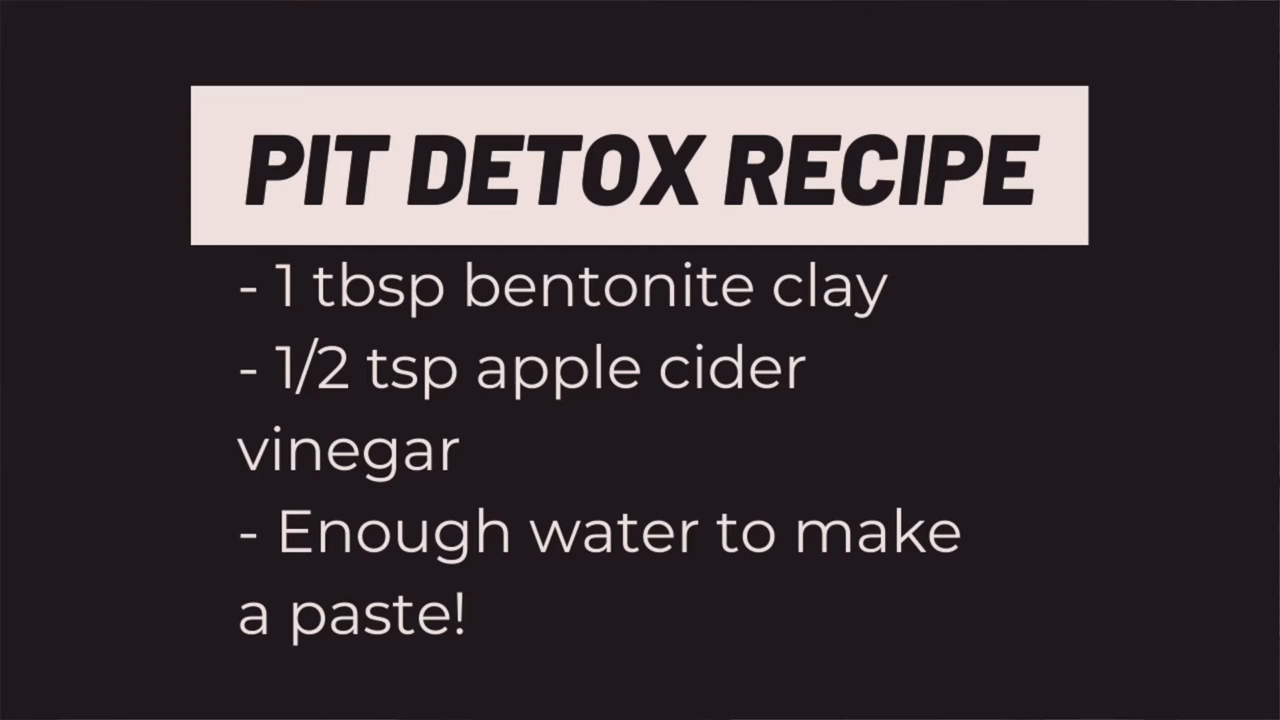 PIT DETOX RECIPE
- 1 tbsp bentonite clay
- 1/2 tsp apple cider
vinegar
- Enough water to make
a paste!